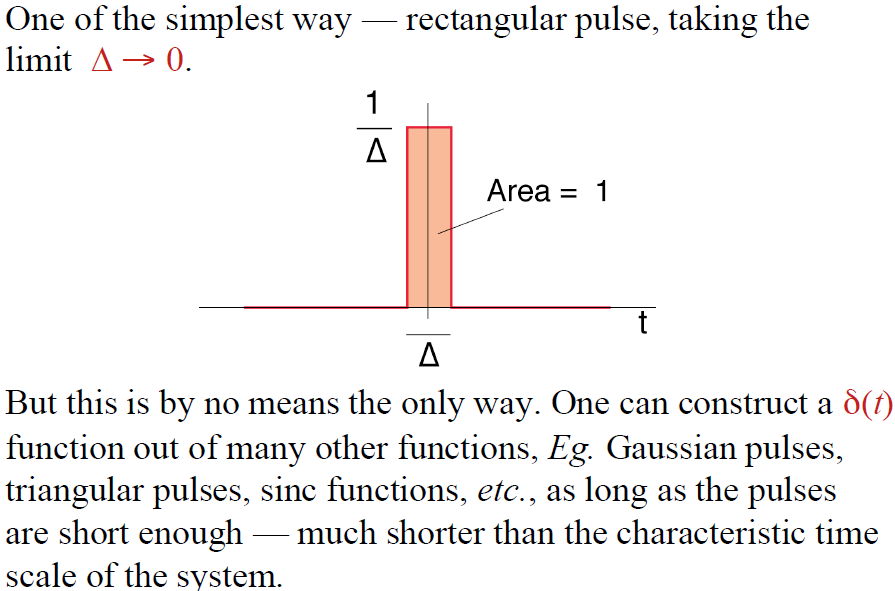 One of the simplest way — rectangular pulse, taking the
limit Δ → 0.
1
Δ
Area = 1
t
Δ
But this is by no means the only way. One can construct a δ(t)
function out of many other functions, Eg. Gaussian pulses,
triangular pulses, sinc functions, etc., as long as the pulses
are short enough — much shorter than the characteristic time
scale of the system.